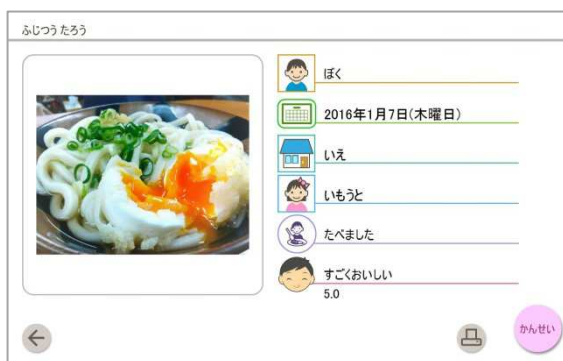 ふじつう たろう
ぼく
2016年1月7日(木曜日)
いえ
いもうと
たべました
すごくおいしい
5.0
かんせい